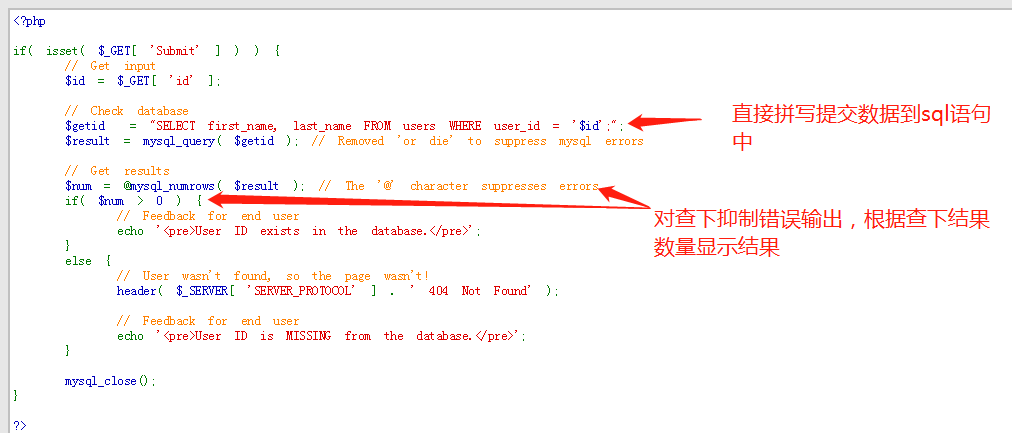 <?php
if( isset( $_GET[ 'Submit' ] ) ) {
// Get input
$id = $_GET[ 'id' ];
// Check database
$getid = "SELECT first_name, last_name FROM users WHERE user_id = '$id';";
直接拼写提交数据到sql语句
中
$result = mysql_query( $getid ); // Removed 'or die' to suppress mysql errors
// Get results
$num = @mysql_numrows( $result ); // The '@' character suppresses errors
if( $num > 0 ) {
对查下抑制错误输出，根据查下结果
数量显示结果
// Feedback for end user
echo '<pre>User ID exists in the database.</pre>';
}
else {
// User wasn't found, so the page wasn't!
header( $_SERVER[ 'SERVER_PROTOCOL' ] . ' 404 Not Found' );
// Feedback for end user
echo '<pre>User ID is MISSING from the database.</pre>';
}
mysql_close();
}
?>